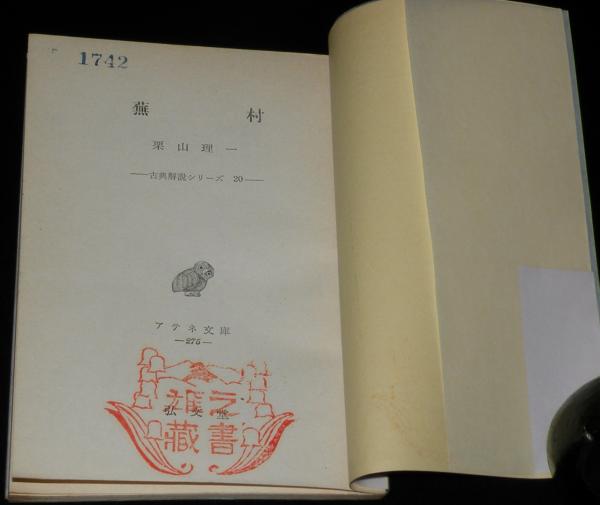 1742
蕪村
栗山理一
——古典解説シリーズ 20——
アテネ文庫
—275—
弘文堂
蔵書